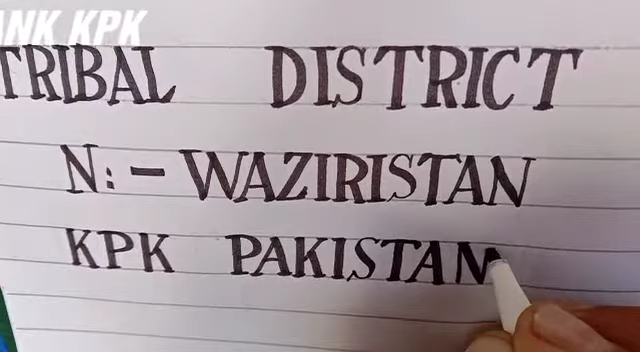 ANK KPK
TRIBAL DISTRICT
N:- WAZIRISTAN
KPK PAKISTAN